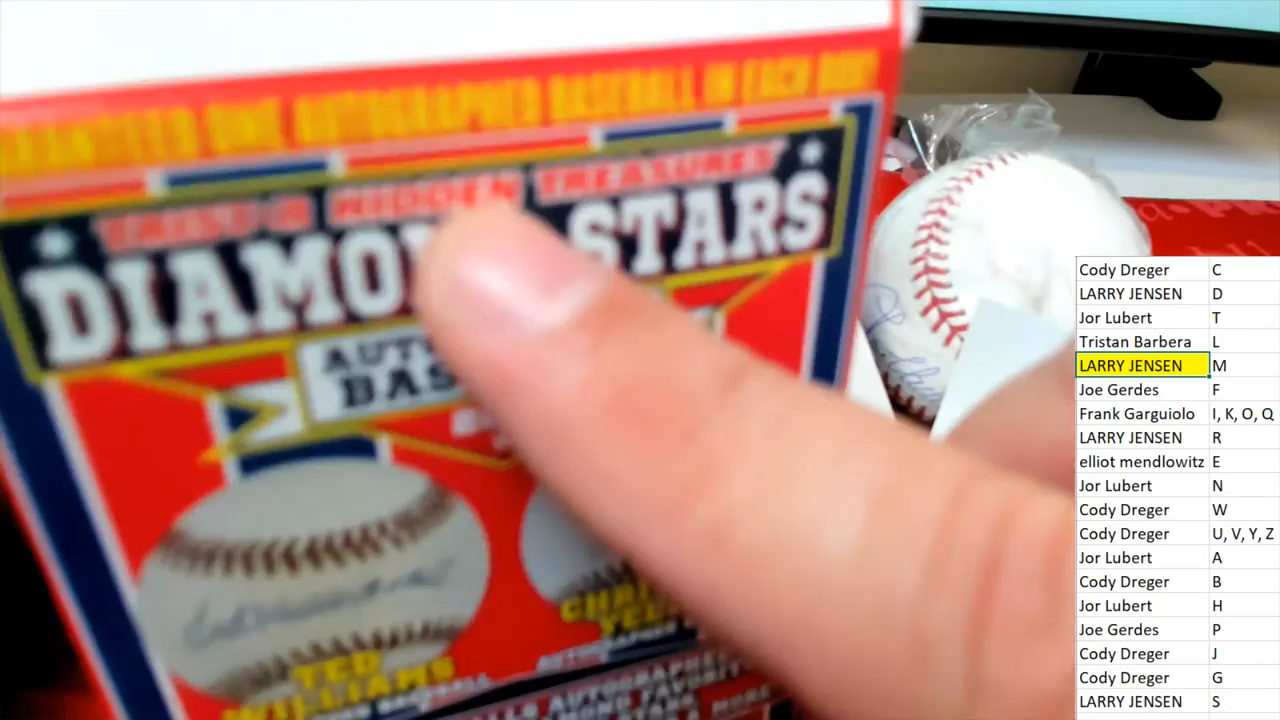 GUARANTEED ONE AUTOGRAPHED BASEBALL IN EACH BOX!
TRISTAR HIDDEN TREASURES
STARS
TED
WILLIAMS
Cody Dreger C
LARRY JENSEN D
Jor Lubert T
Tristan Barbera L
LARRY JENSEN M
Joe Gerdes F
Frank Garguiolo I, K, O, Q
LARRY JENSEN R
elliot mendlowitz E
Jor Lubert N
Cody Dreger W
Cody Dreger U, V, Y, Z
Jor Lubert A
Cody Dreger B
Jor Lubert H
Joe Gerdes P
Cody Dreger J
Cody Dreger G
LARRY JENSEN S